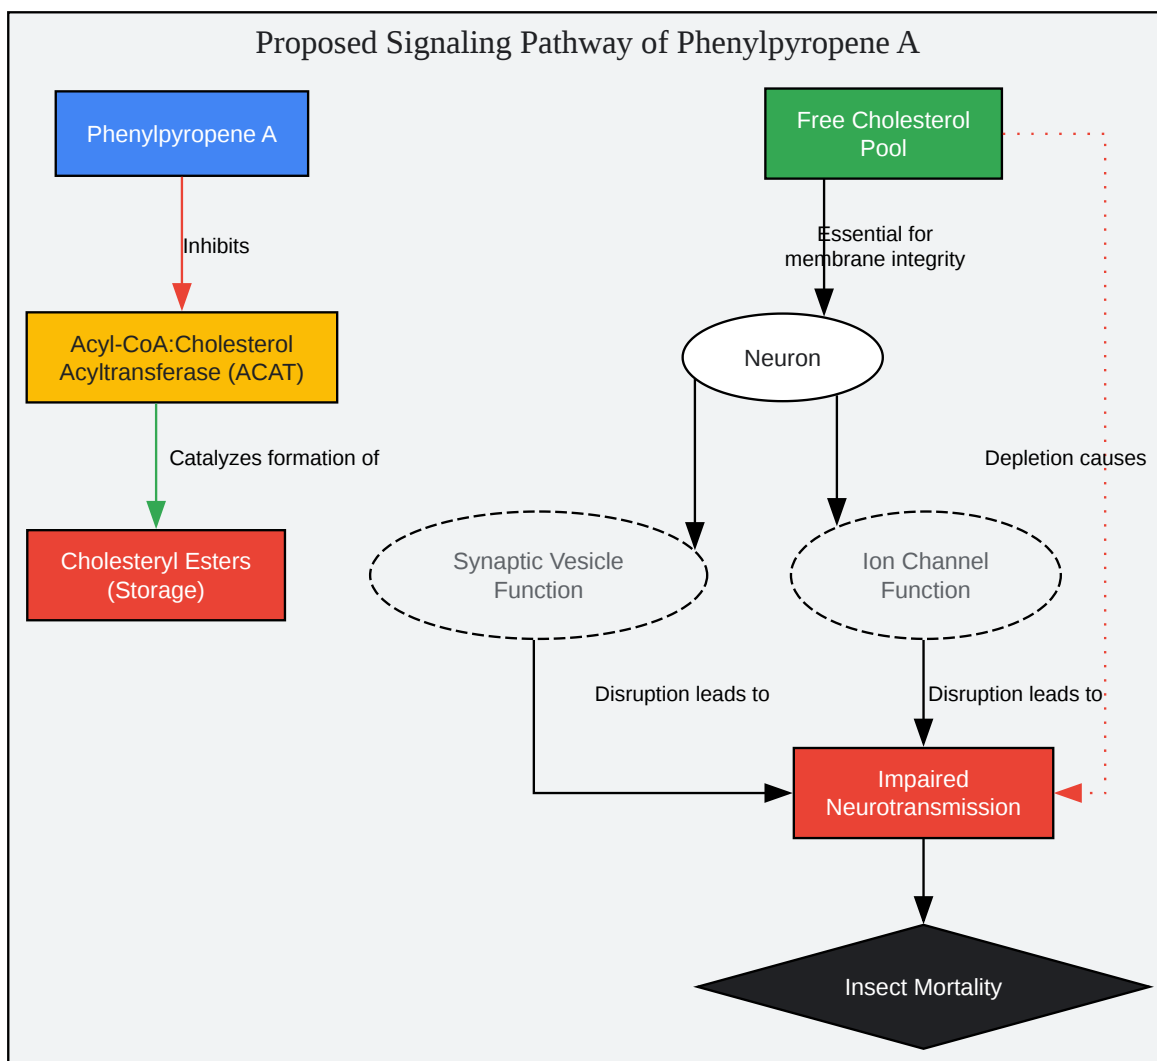 Proposed Signaling Pathway of Phenylpyropene A
Phenylpyropene A
Free Cholesterol
Pool
Inhibits
Essential for
membrane integrity
Acyl-CoA:Cholesterol
Acyltransferase (ACAT)
Neuron
Catalyzes formation of
Depletion causes
Cholesteryl Esters
(Storage)
Synaptic Vesicle
Function
Ion Channel
Function
Disruption leads to
Disruption leads to
Impaired
Neurotransmission
Insect Mortality